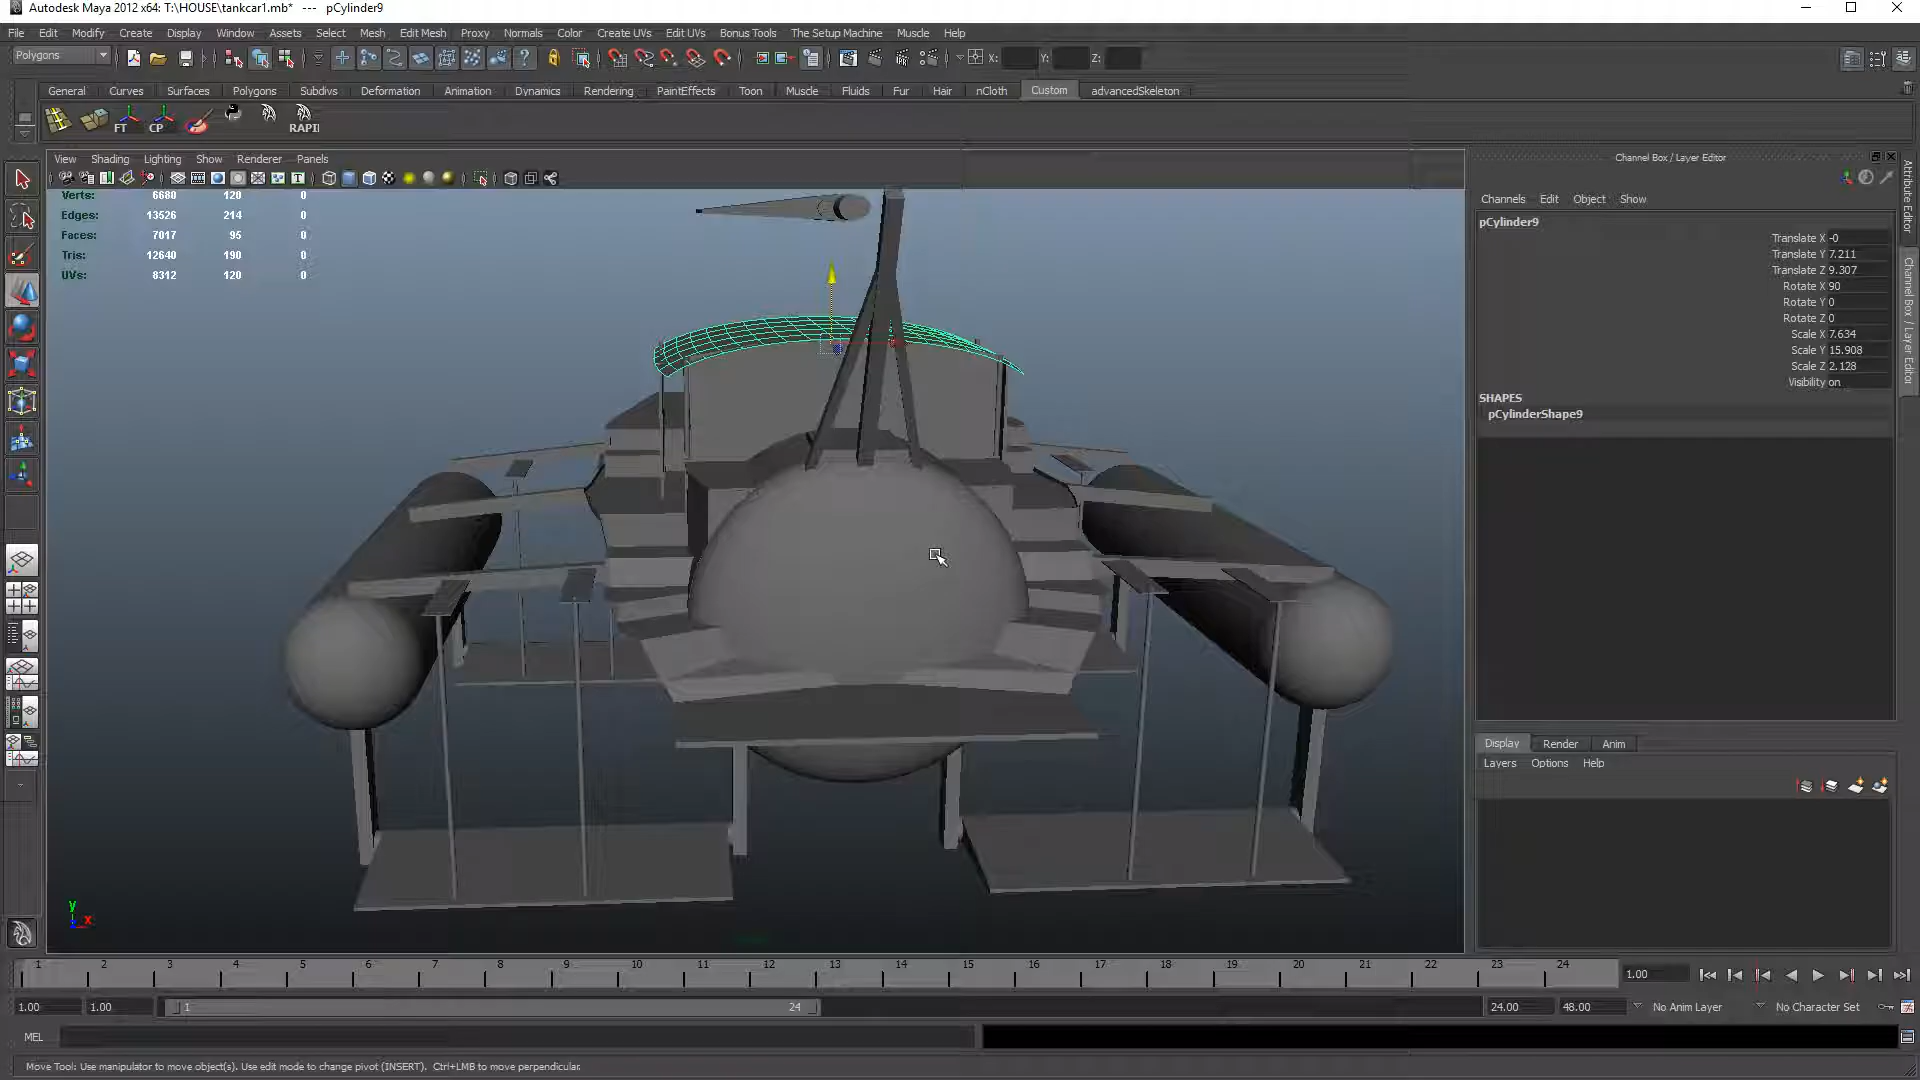 Autodesk Maya 2012 x64: T:\HOUSE\tankcar1.mb* --- pCylinder9
File Edit Modify Create Display Window Assets Select Mesh Edit Mesh Proxy Normals Color Create UVs Edit UVs Bonus Tools The Setup Machine Muscle Help
Polygons X: Y: Z:
General Curves Surfaces Polygons Subdivs Deformation Animation Dynamics Rendering PaintEffects Toon Muscle Fluids Fur Hair nCloth Custom advancedSkeleton
FT CP RAPII
View Shading Lighting Show Renderer Panels
Verts: 6680 120 0
Edges: 13526 214 0
Faces: 7017 95 0
Tris: 12640 190 0
UVs: 8312 120 0
y
x
Channel Box / Layer Editor
Channels Edit Object Show
pCylinder9
Translate X -0
Translate Y 7.211
Translate Z 9.307
Rotate X 90
Rotate Y 0
Rotate Z 0
Scale X 7.634
Scale Y 15.908
Scale Z 2.128
Visibility on
SHAPES
pCylinderShape9
Attribute Editor
Channel Box / Layer Editor
Display Render Anim
Layers Options Help
1 2 3 4 5 6 7 8 9 10 11 12 13 14 15 16 17 18 19 20 21 22 23 24 1.00
1.00 1.00 1 24 24.00 48.00 No Anim Layer No Character Set
MEL
Move Tool: Use manipulator to move object(s). Use edit mode to change pivot (INSERT). Ctrl+LMB to move perpendicular.